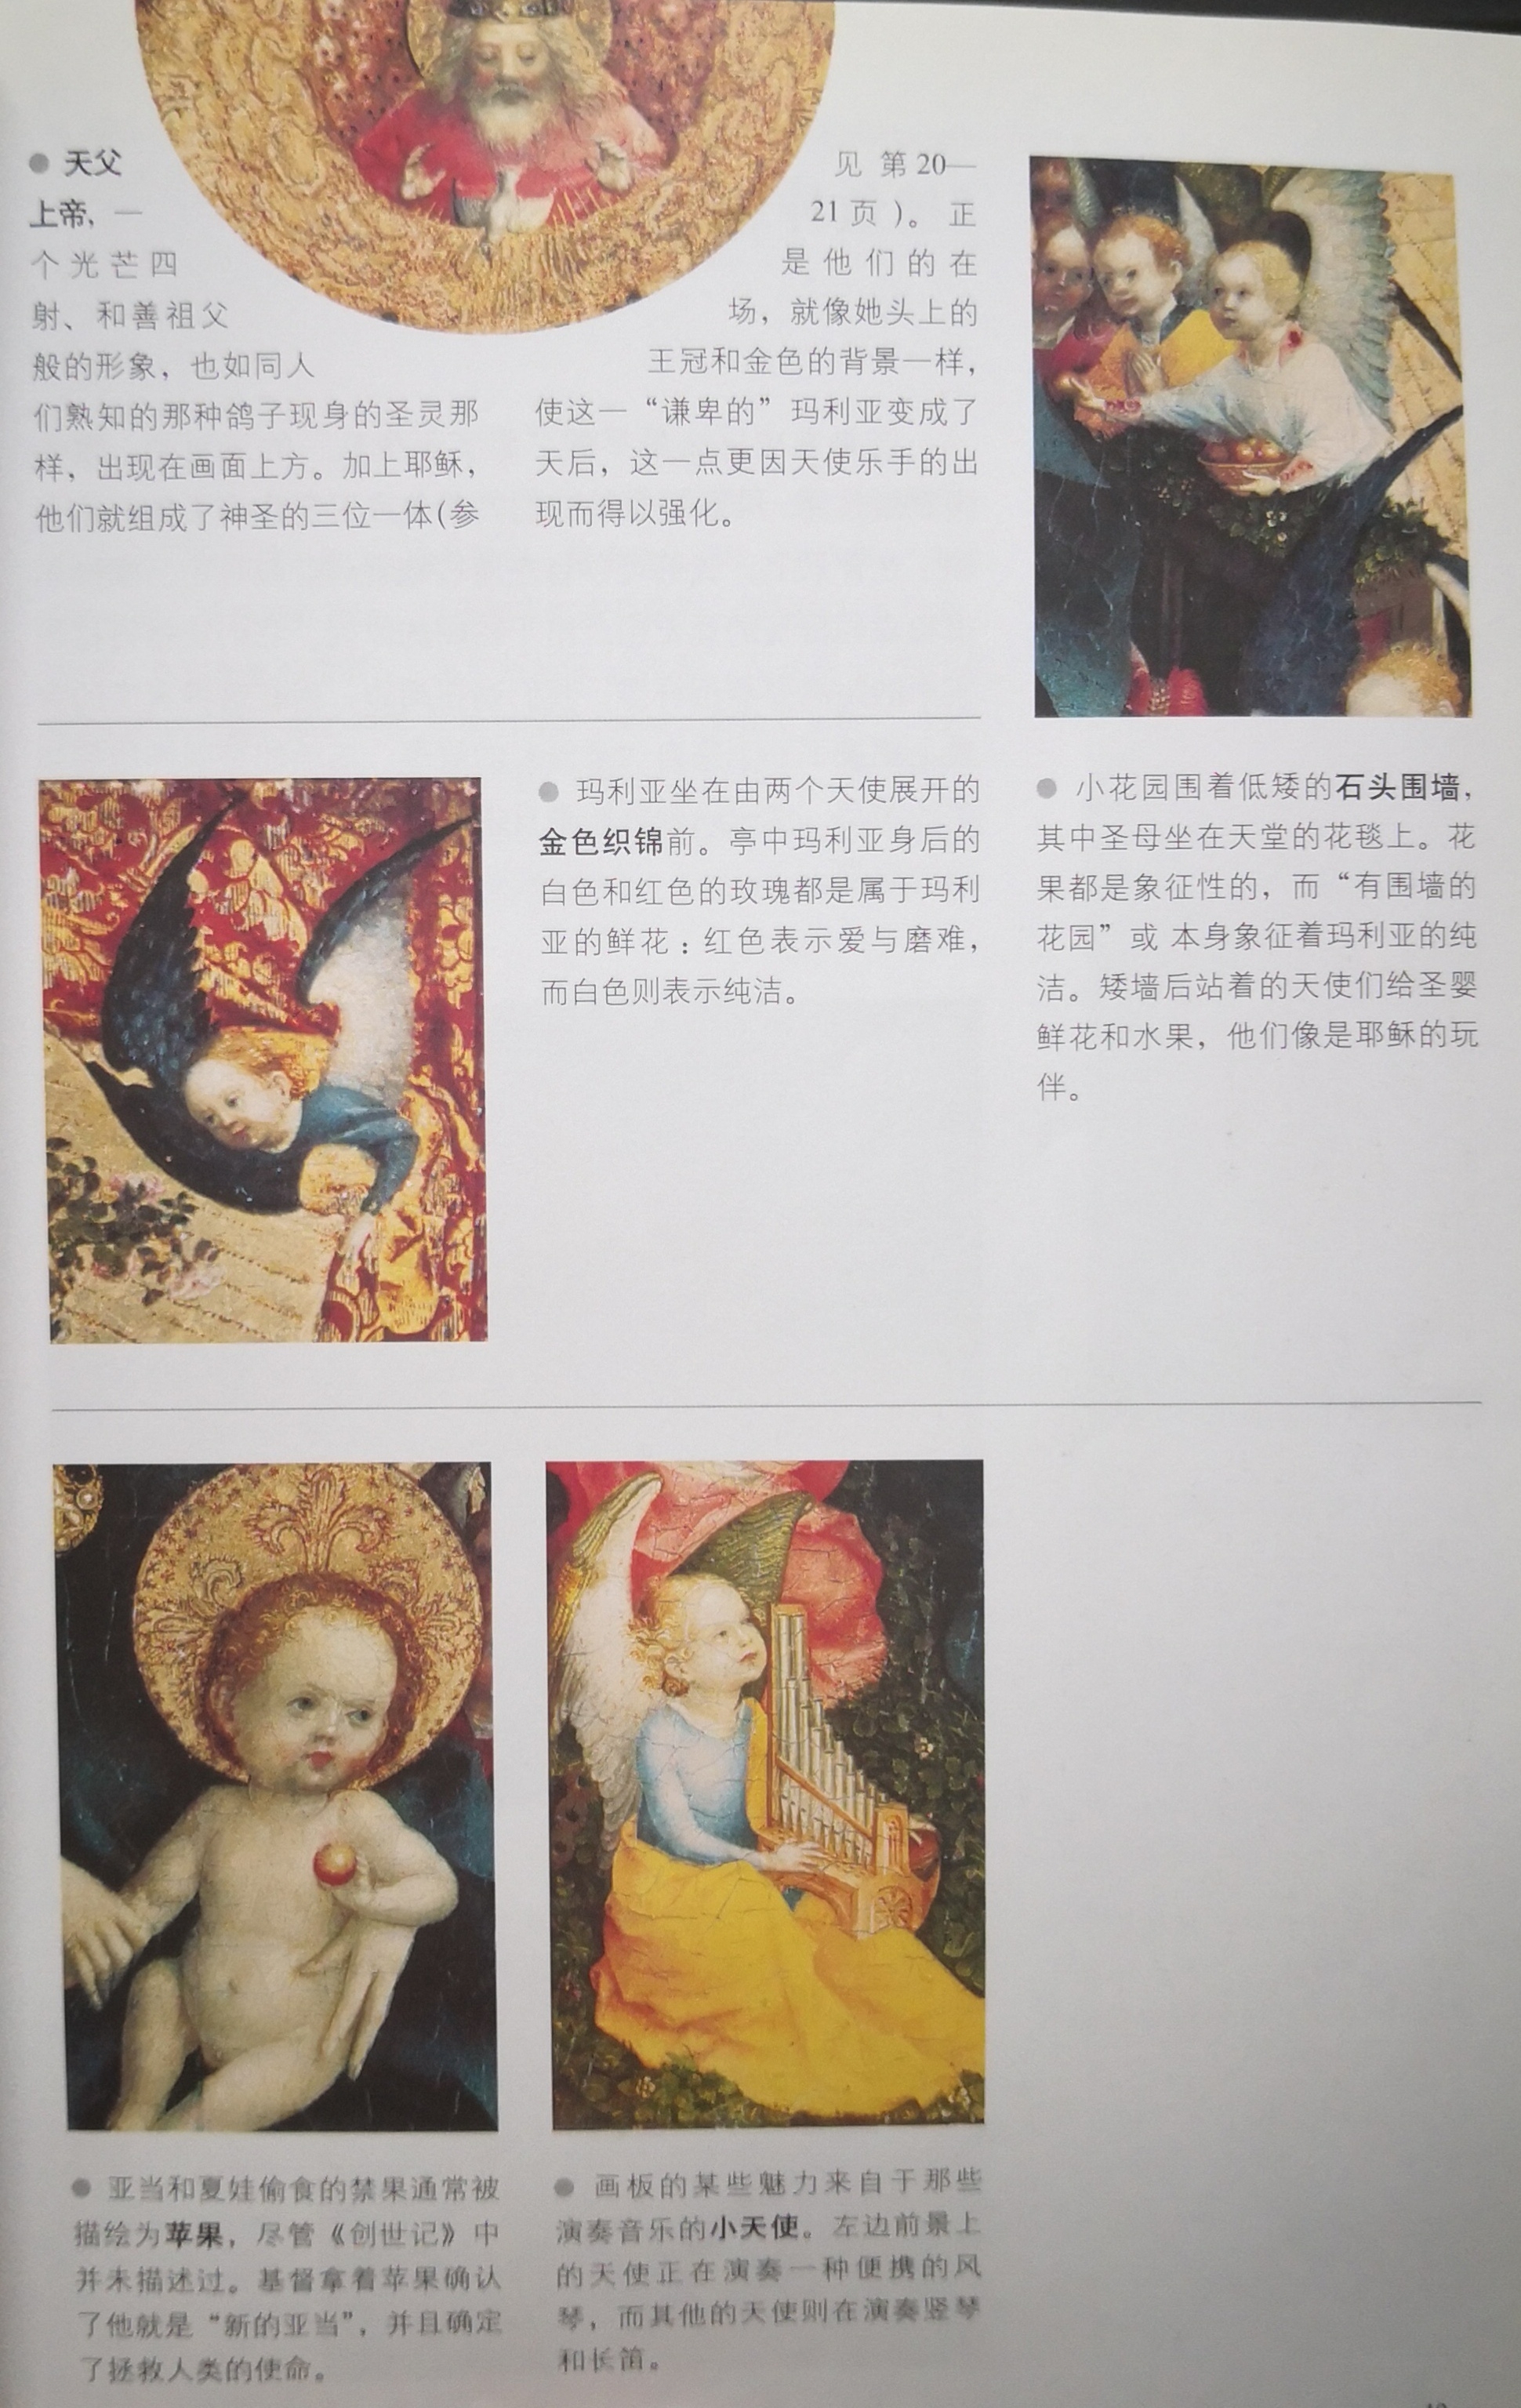 ● 天父
上帝，一
个光芒四
射、和善祖父
般的形象，也如同人
们熟知的那种鸽子现身的圣灵那
样，出现在画面上方。加上耶稣，
他们就组成了神圣的三位一体（参
见 第20—
21页）。正
是他们的在
场，就像她头上的
王冠和金色的背景一样，
使这一“谦卑的”玛利亚变成了
天后，这一点更因天使乐手的出
现而得以强化。
● 玛利亚坐在由两个天使展开的
金色织锦前。亭中玛利亚身后的
白色和红色的玫瑰都是属于玛利
亚的鲜花：红色表示爱与磨难，
而白色则表示纯洁。
● 小花园围着低矮的石头围墙，
其中圣母坐在天堂的花毯上。花
果都是象征性的，而“有围墙的
花园”或 本身象征着玛利亚的纯
洁。矮墙后站着的天使们给圣婴
鲜花和水果，他们像是耶稣的玩
伴。
● 亚当和夏娃偷食的禁果通常被
描绘为苹果，尽管《创世记》中
并未描述过。基督拿着苹果确认
了他就是“新的亚当”，并且确定
了拯救人类的使命。
● 画板的某些魅力来自于那些
演奏音乐的小天使。左边前景上
的天使正在演奏一种便携的风
琴，而其他的天使则在演奏竖琴
和长笛。